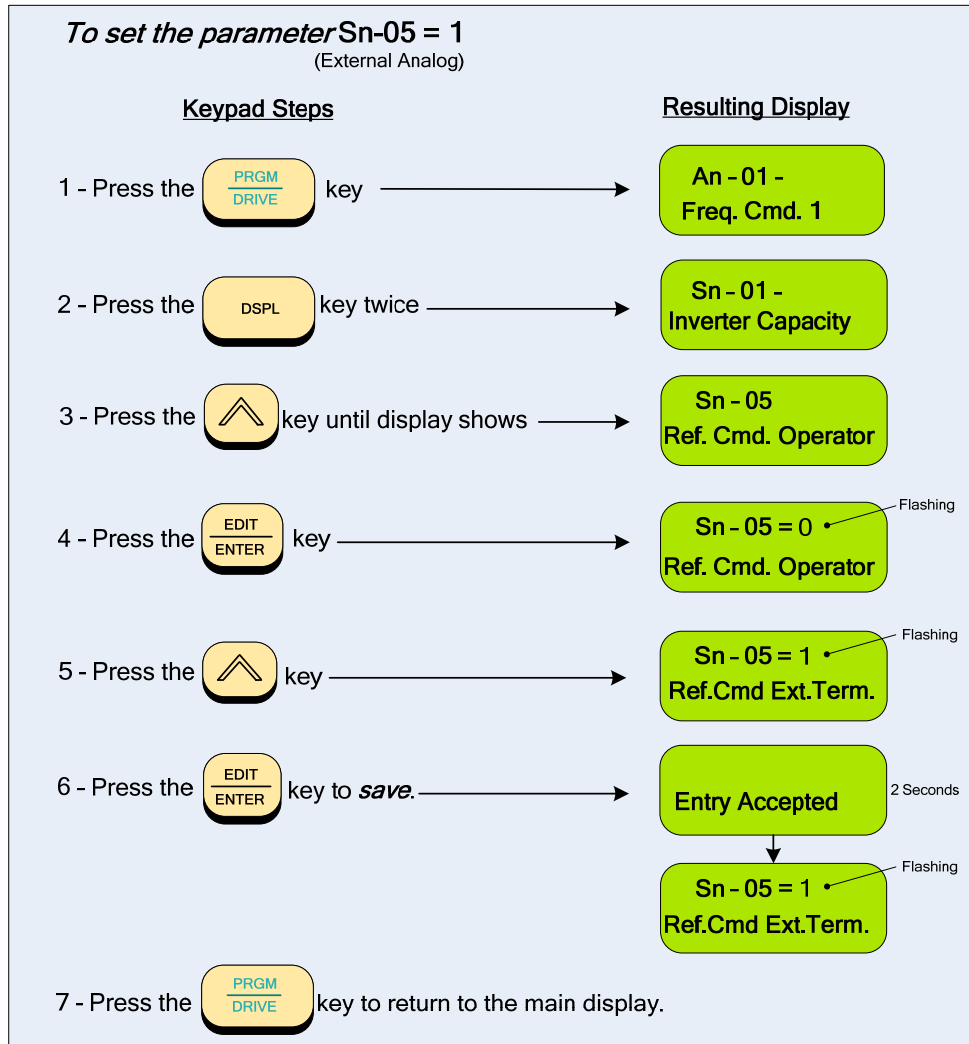 To set the parameter Sn-05 = 1
(External Analog)
Keypad Steps
Resulting Display
1 - Press the PRGM DRIVE key
An - 01 -
Freq. Cmd. 1
2 - Press the DSPL key twice
Sn - 01 -
Inverter Capacity
3 - Press the key until display shows
Sn - 05
Ref. Cmd. Operator
4 - Press the EDIT ENTER key
Sn - 05 = 0
Flashing
Ref. Cmd. Operator
5 - Press the key
Sn - 05 = 1
Flashing
Ref.Cmd Ext.Term.
6 - Press the EDIT ENTER key to save.
Entry Accepted
2 Seconds
Sn - 05 = 1
Flashing
Ref.Cmd Ext.Term.
7 - Press the PRGM DRIVE key to return to the main display.